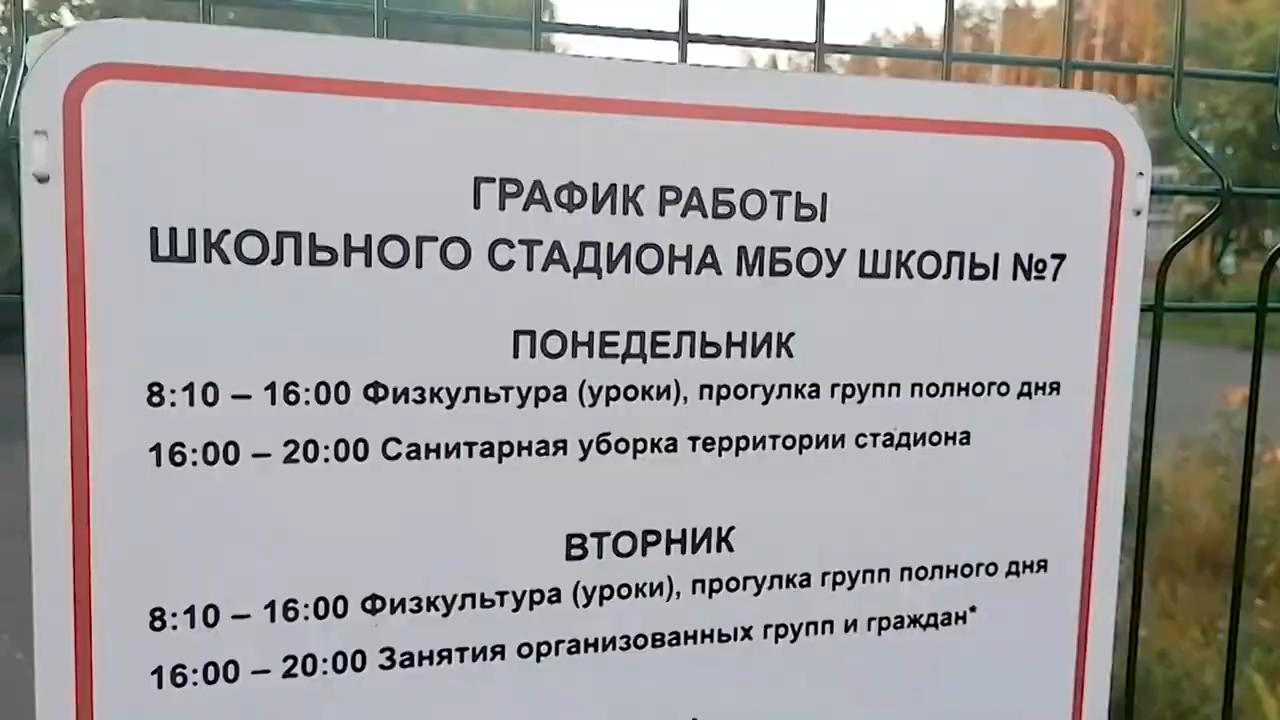 ГРАФИК РАБОТЫ
ШКОЛЬНОГО СТАДИОНА МБОУ ШКОЛЫ №7
ПОНЕДЕЛЬНИК
8:10 – 16:00 Физкультура (уроки), прогулка групп полного дня
16:00 – 20:00 Санитарная уборка территории стадиона
ВТОРНИК
8:10 – 16:00 Физкультура (уроки), прогулка групп полного дня
16:00 – 20:00 Занятия организованных групп и граждан*